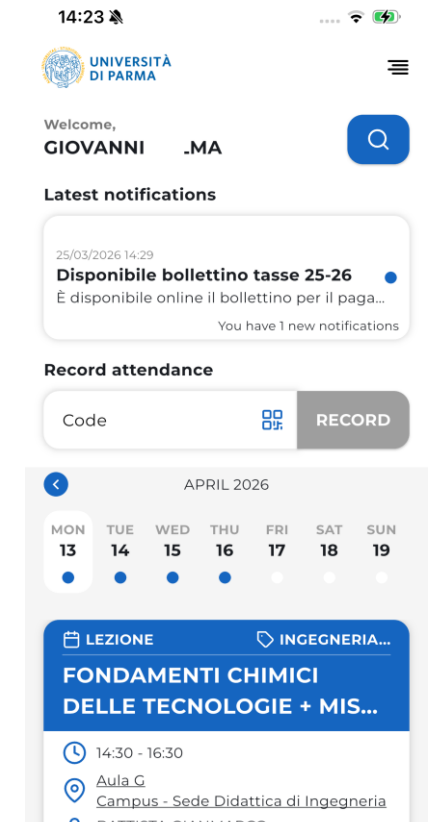 14:23
UNIVERSITÀ
DI PARMA
Welcome,
GIOVANNI MA
Latest notifications
25/03/2026 14:29
Disponibile bollettino tasse 25-26
È disponibile online il bollettino per il paga...
You have 1 new notifications
Record attendance
Code
RECORD
APRIL 2026
MON TUE WED THU FRI SAT SUN
13 14 15 16 17 18 19
LEZIONE INGEGNERIA...
FONDAMENTI CHIMICI
DELLE TECNOLOGIE + MIS...
14:30 - 16:30
Aula G
Campus - Sede Didattica di Ingegneria